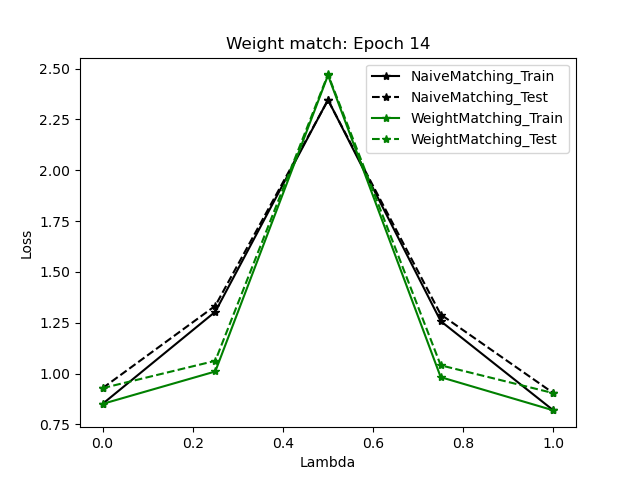 Weight match: Epoch 14
NaiveMatching_Train
NaiveMatching_Test
WeightMatching_Train
WeightMatching_Test
2.50
2.25
2.00
1.75
1.50
1.25
1.00
0.75
Loss
0.0 0.2 0.4 0.6 0.8 1.0
Lambda